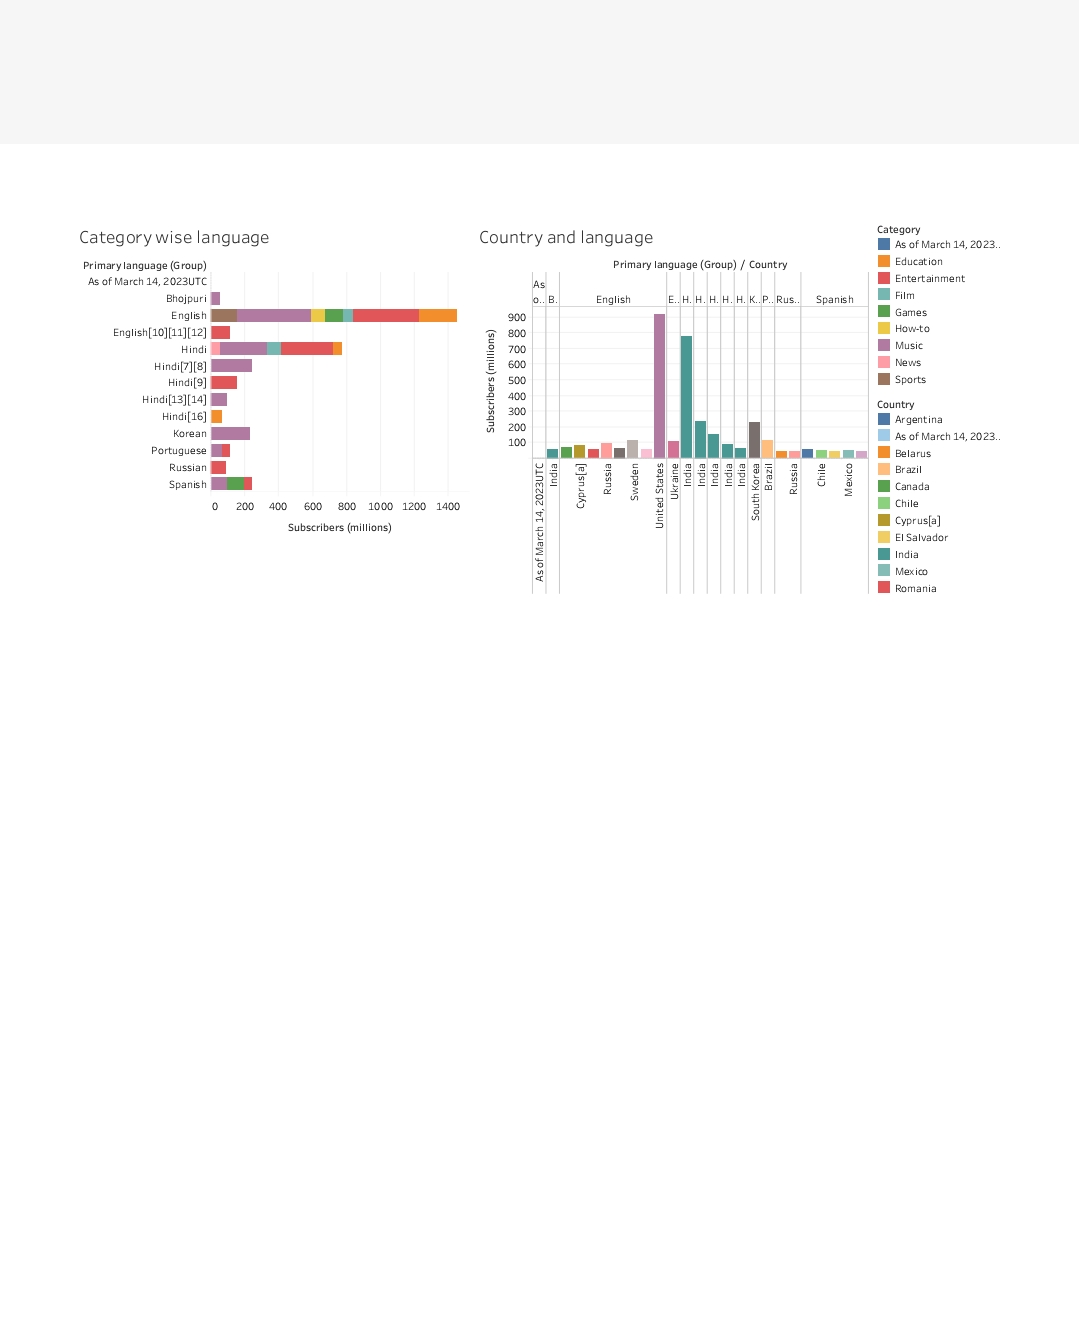 Category wise language
Primary language (Group)
As of March 14, 2023UTC
Bhojpuri
English
English[10][11][12]
Hindi
Hindi[7][8]
Hindi[9]
Hindi[13][14]
Hindi[16]
Korean
Portuguese
Russian
Spanish
0 200 400 600 800 1000 1200 1400
Subscribers (millions)
Country and language
Primary language (Group) / Country
As
o.. B. English E.. H. H. H. H. H. K.. P.. Rus.. Spanish
Subscribers (millions)
900
800
700
600
500
400
300
200
100
As of March 14, 2023UTC
India
Cyprus[a]
Russia
Sweden
United States
Ukraine
India
India
India
India
India
South Korea
Brazil
Russia
Chile
Mexico
Category
As of March 14, 2023..
Education
Entertainment
Film
Games
How-to
Music
News
Sports
Country
Argentina
As of March 14, 2023..
Belarus
Brazil
Canada
Chile
Cyprus[a]
El Salvador
India
Mexico
Romania